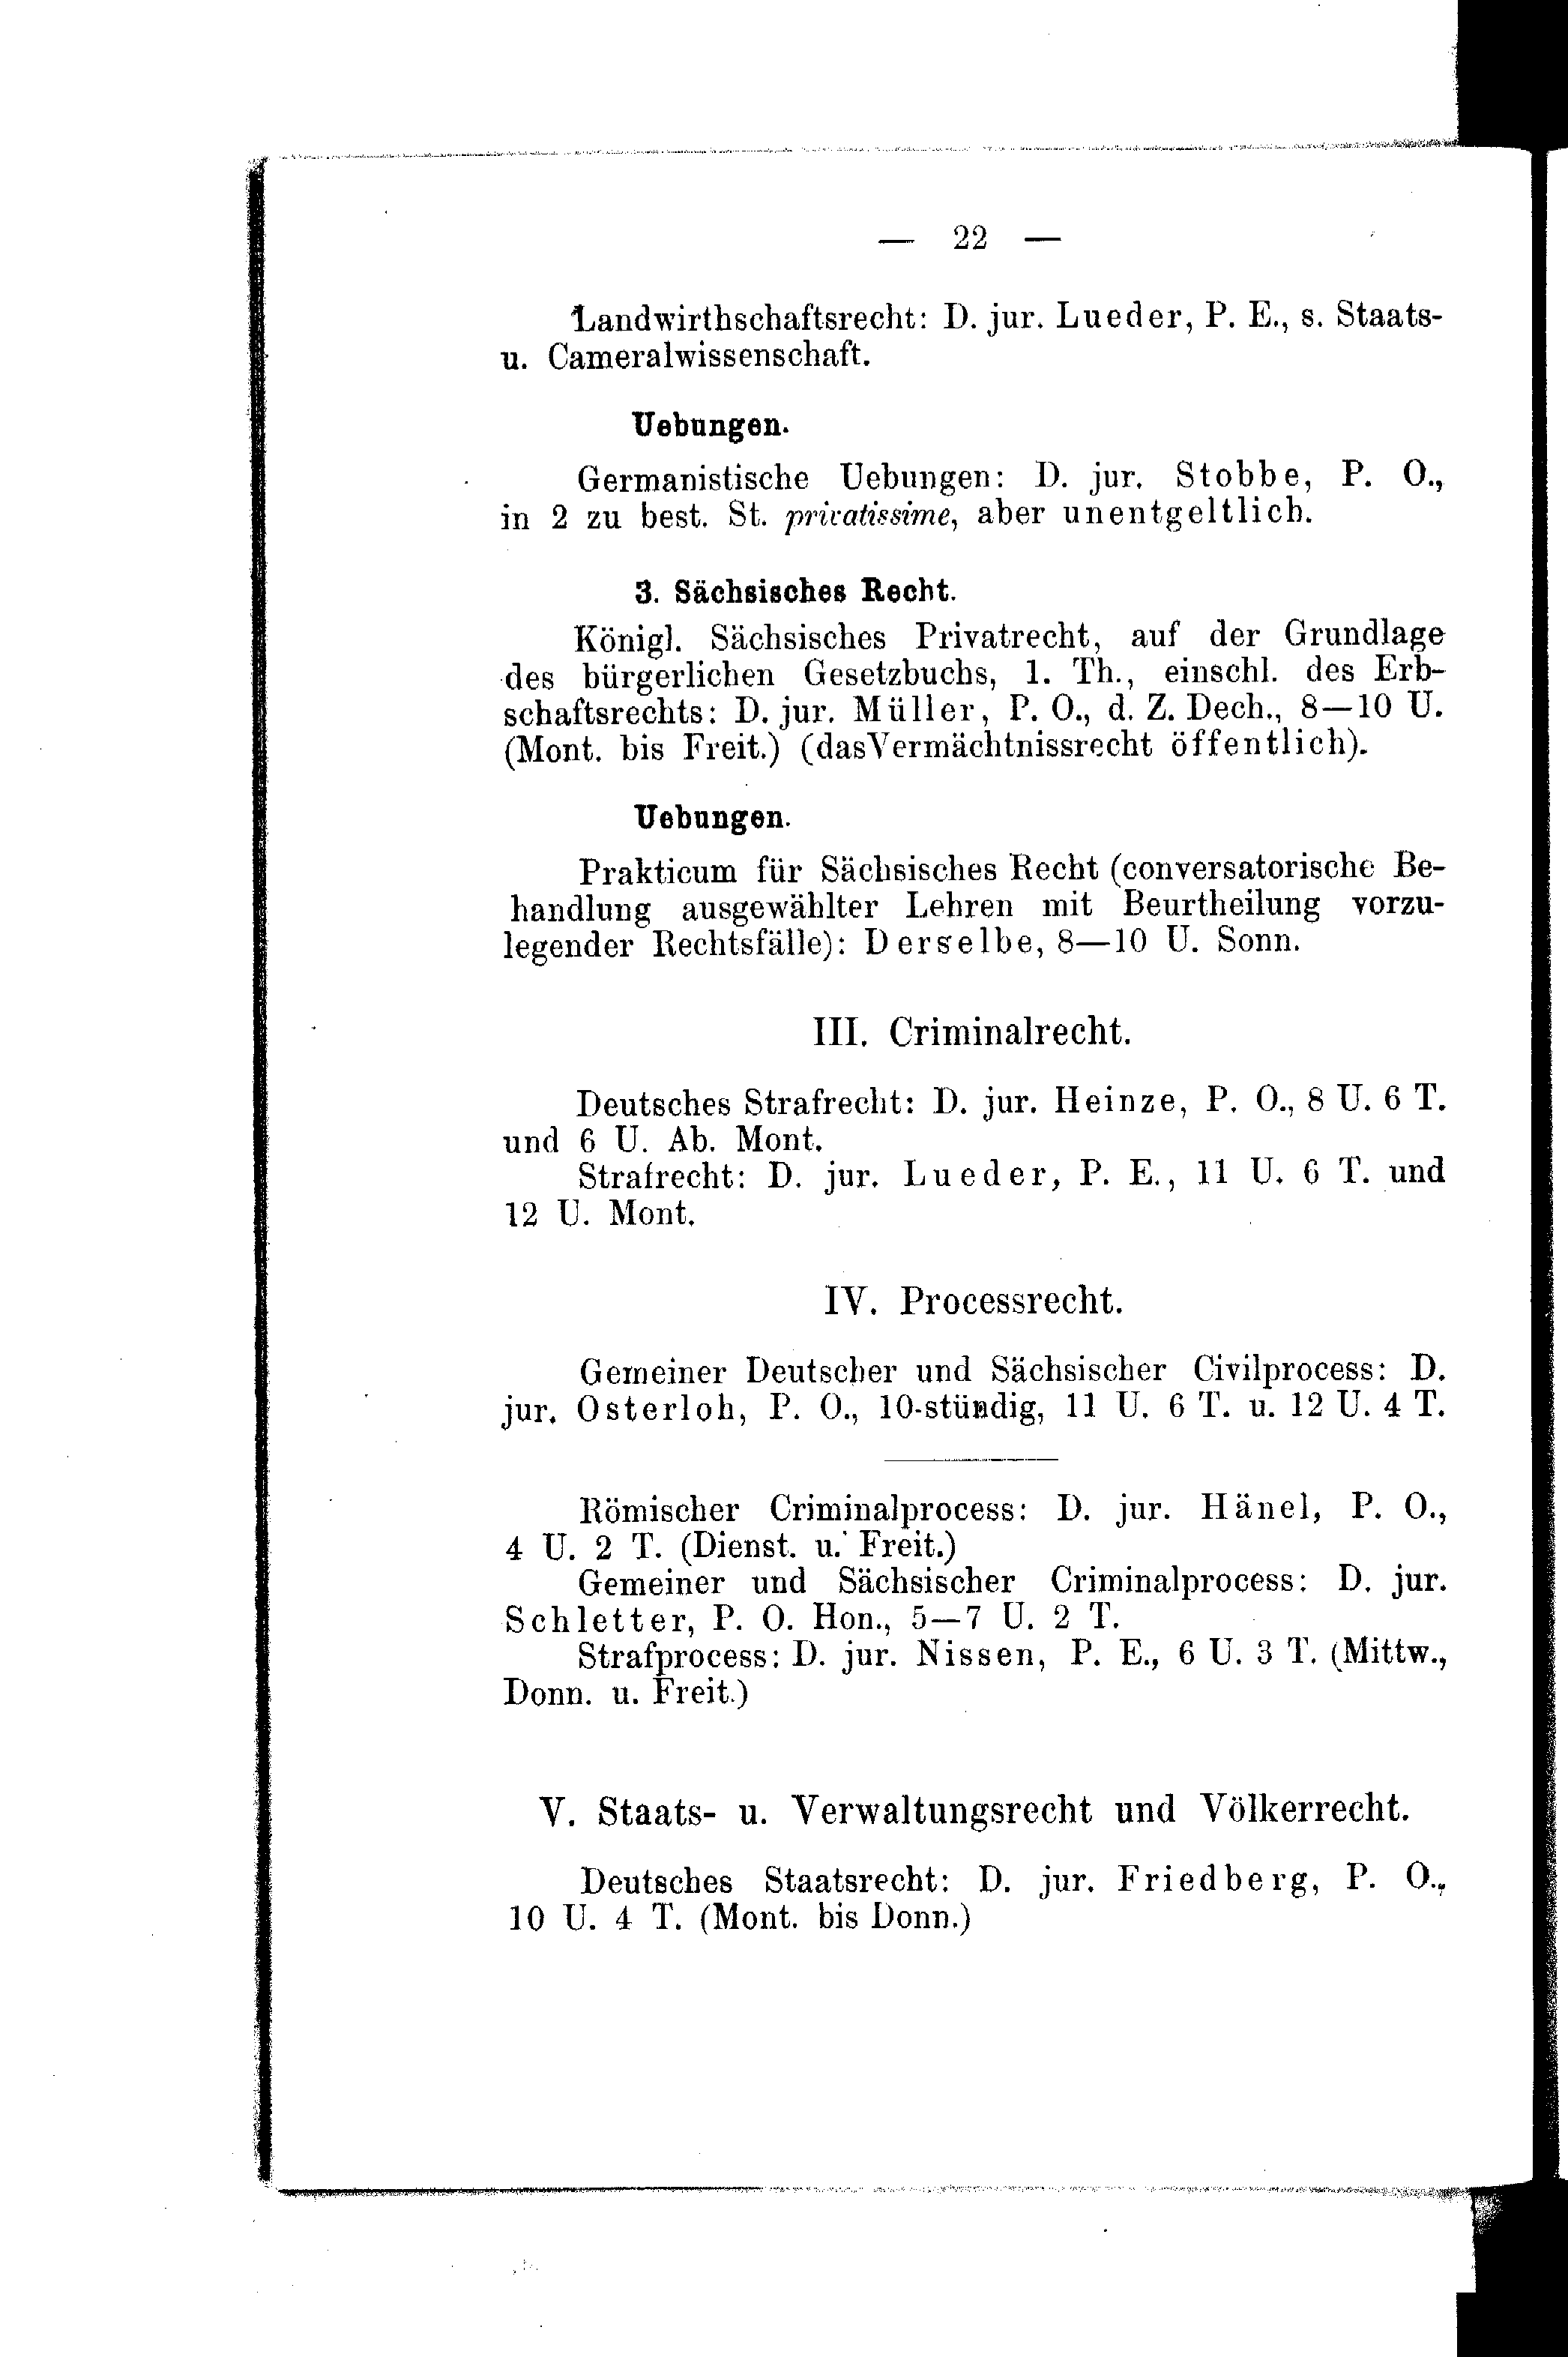 — 22 —
Landwirthschaftsrecht: D. jur. Lueder, P. E., s. Staats-
u. Cameralwissenschaft.
Uebungen.
Germanistische Uebungen: D. jur. Stobbe, P. O.,
in 2 zu best. St. privatissime, aber unentgeltlich.
3. Sächsisches Recht.
Königl. Sächsisches Privatrecht, auf der Grundlage
des bürgerlichen Gesetzbuchs, 1. Th., einschl. des Erb-
schaftsrechts: D. jur. Müller, P. O., d. Z. Dech., 8—10 U.
(Mont. bis Freit.) (dasVermächtnissrecht öffentlich).
Uebungen.
Prakticum für Sächsisches Recht (conversatorische Be-
handlung ausgewählter Lehren mit Beurtheilung vorzu-
legender Rechtsfälle): Derselbe, 8—10 U. Sonn.
III. Criminalrecht.
Deutsches Strafrecht: D. jur. Heinze, P. O., 8 U. 6 T.
und 6 U. Ab. Mont.
Strafrecht: D. jur. Lueder, P. E., 11 U. 6 T. und
12 U. Mont.
IV. Processrecht.
Gemeiner Deutscher und Sächsischer Civilprocess: D.
jur. Osterloh, P. O., 10-stündig, 11 U. 6 T. u. 12 U. 4 T.
Römischer Criminalprocess: D. jur. Hänel, P. O.,
4 U. 2 T. (Dienst. u. Freit.)
Gemeiner und Sächsischer Criminalprocess: D. jur.
Schletter, P. O. Hon., 5—7 U. 2 T.
Strafprocess: D. jur. Nissen, P. E., 6 U. 3 T. (Mittw.,
Donn. u. Freit.)
V. Staats- u. Verwaltungsrecht und Völkerrecht.
Deutsches Staatsrecht: D. jur. Friedberg, P. O.,
10 U. 4 T. (Mont. bis Donn.)